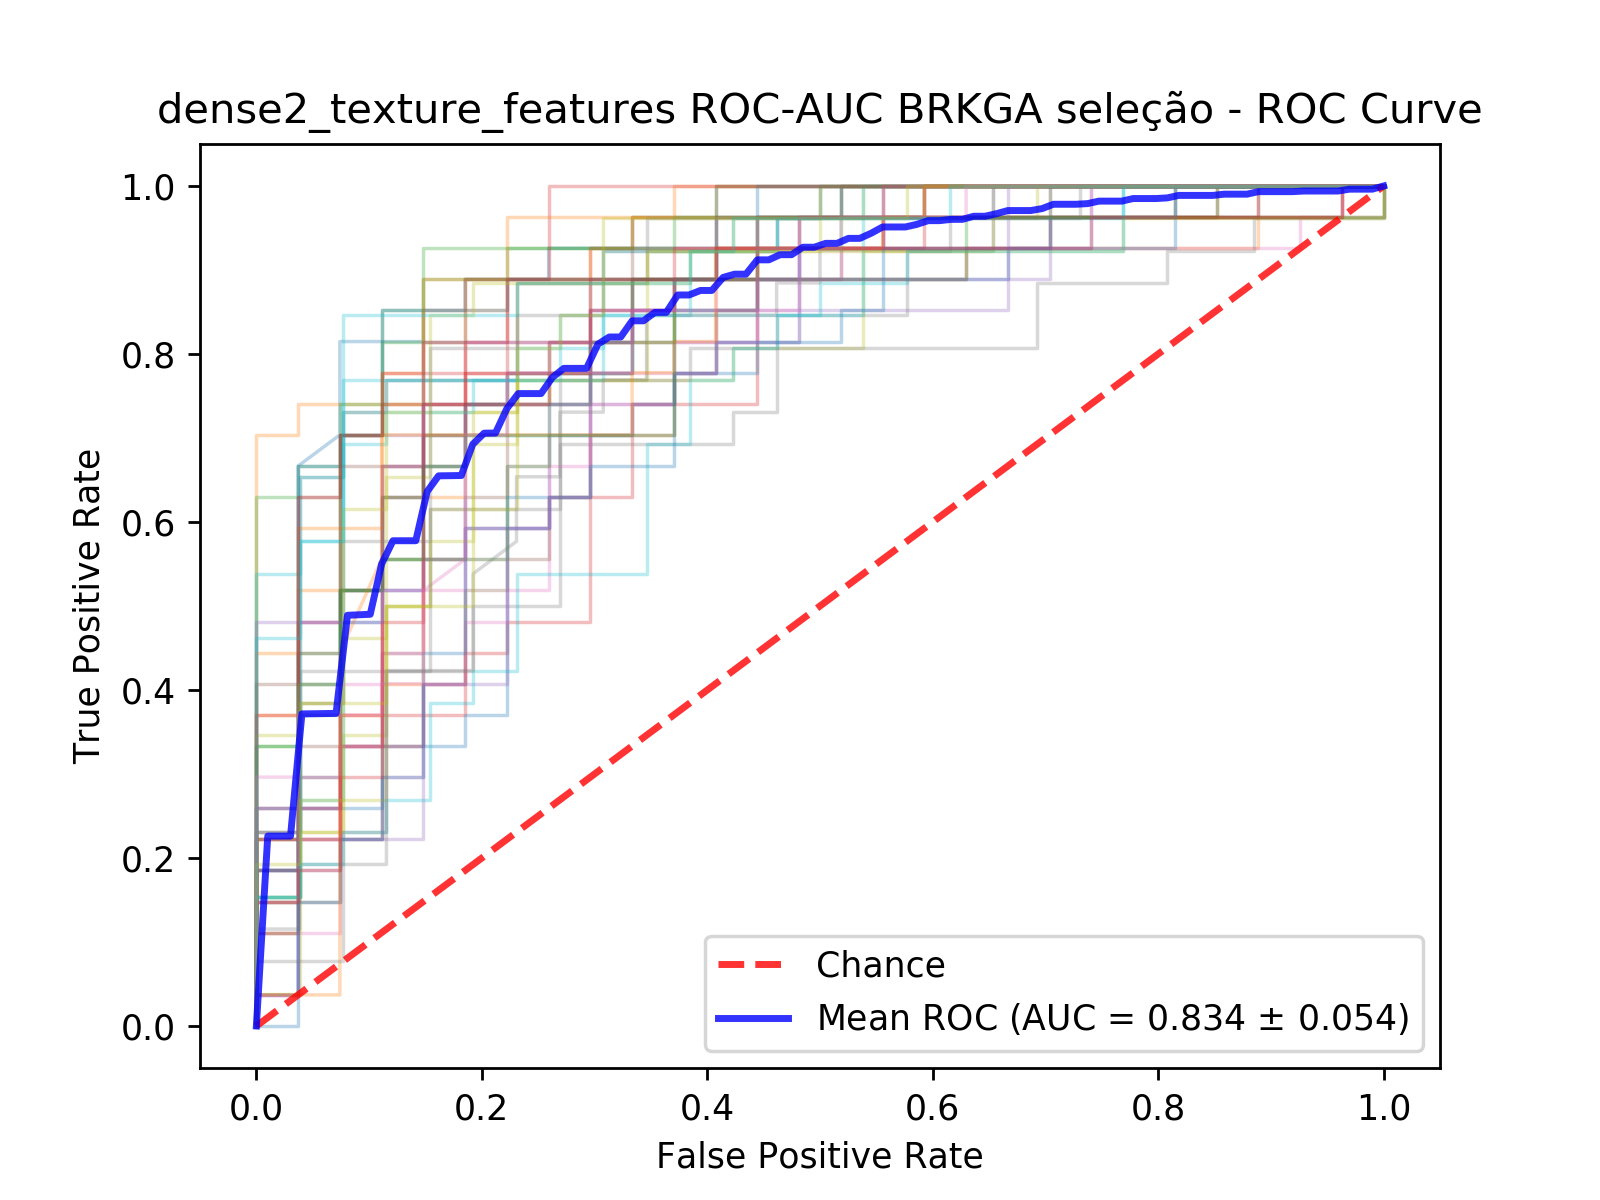 dense2_texture_features ROC-AUC BRKGA seleção - ROC Curve
True Positive Rate
1.0
0.8
0.6
0.4
0.2
0.0
Chance
Mean ROC (AUC = 0.834 ± 0.054)
0.0 0.2 0.4 0.6 0.8 1.0
False Positive Rate